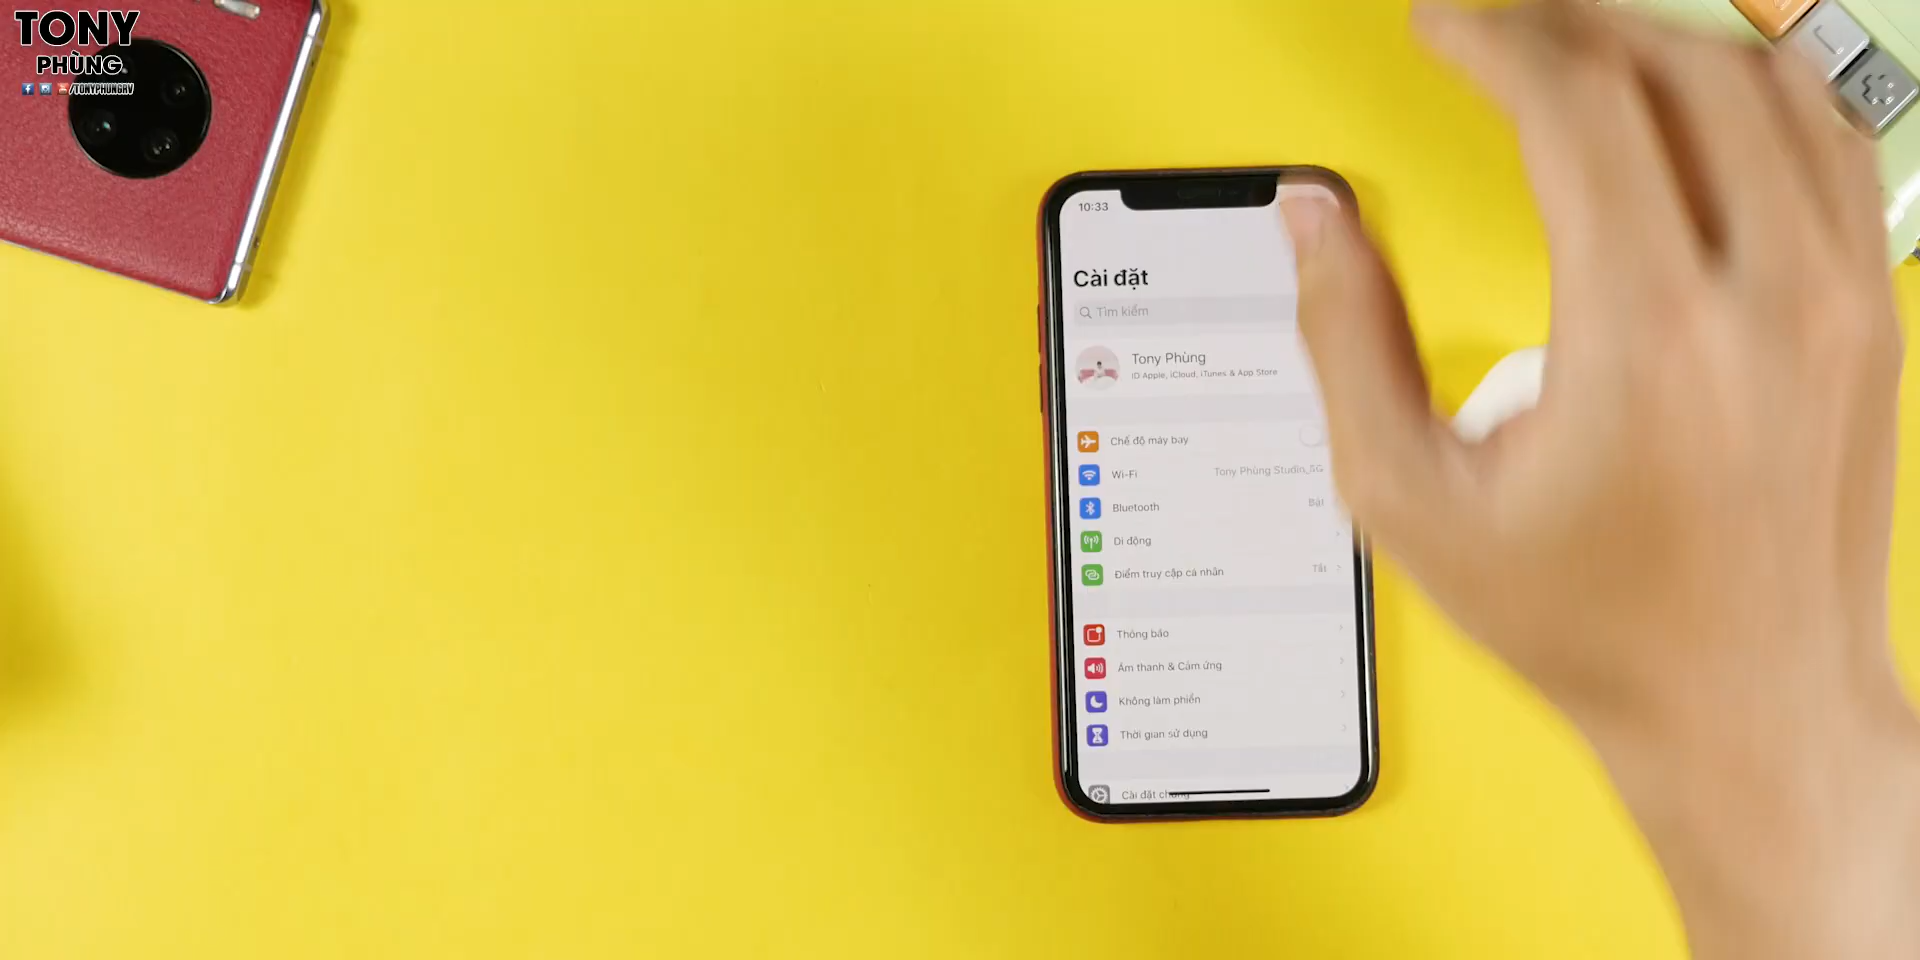 TONY
PHÙNG
/TONYPHUNGRV
10:33
Cài đặt
Tìm kiếm
Tony Phùng
ID Apple, iCloud, iTunes & App Store
Chế độ máy bay
Wi-Fi Tony Phùng Studio_5G
Bluetooth Bật
Di động
Điểm truy cập cá nhân Tắt
Thông báo
Âm thanh & Cảm ứng
Không làm phiền
Thời gian sử dụng
Cài đặt chung